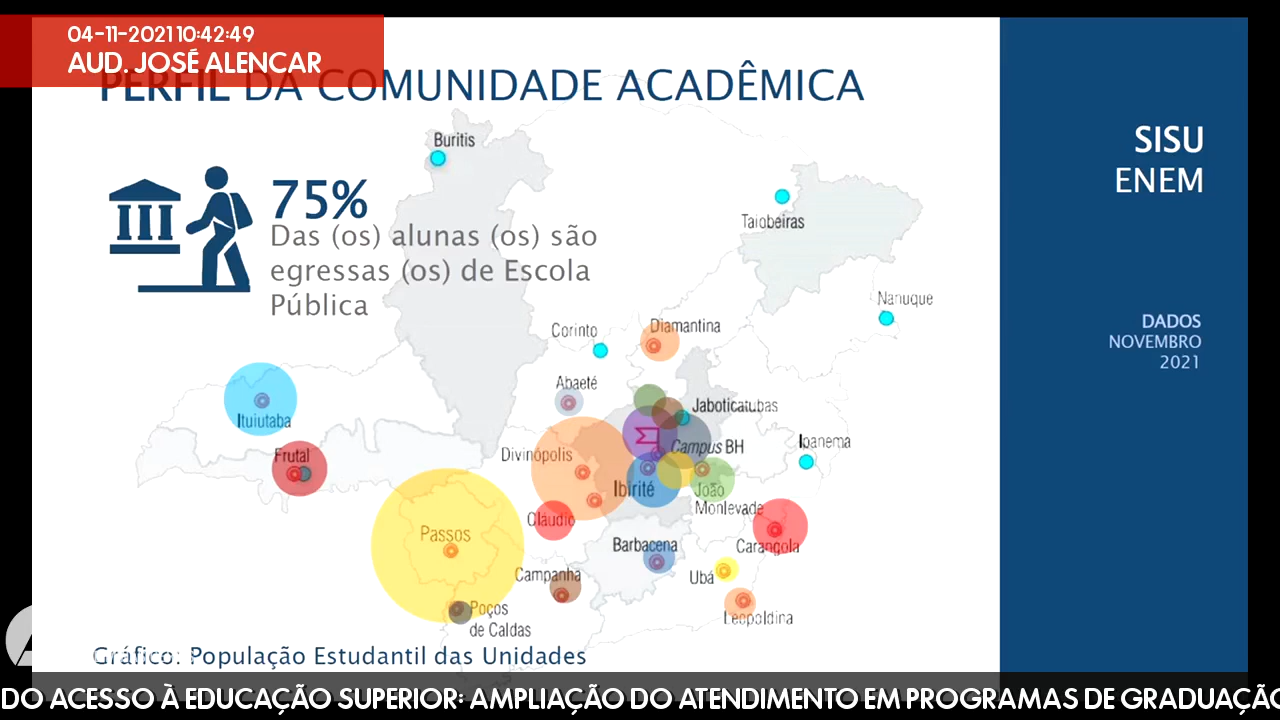 04-11-2021 10:42:49
AUD. JOSÉ ALENCAR
PERFIL DA COMUNIDADE ACADÊMICA
SISU
ENEM
DADOS
NOVEMBRO
2021
75%
Das (os) alunas (os) são
egressas (os) de Escola
Pública
Buritis
Taiobeiras
Nanuque
Corinto
Diamantina
Abaeté
Jaboticatubas
Ituiutaba
Campus BH
Ipanema
Frutal
Divinópolis
Ibirité
João
Monlevade
Cláudio
Passos
Barbacena
Carangola
Campanha
Ubá
Leopoldina
Poços
de Caldas
Gráfico: População Estudantil das Unidades
DO ACESSO À EDUCAÇÃO SUPERIOR: AMPLIAÇÃO DO ATENDIMENTO EM PROGRAMAS DE GRADUAÇÃO